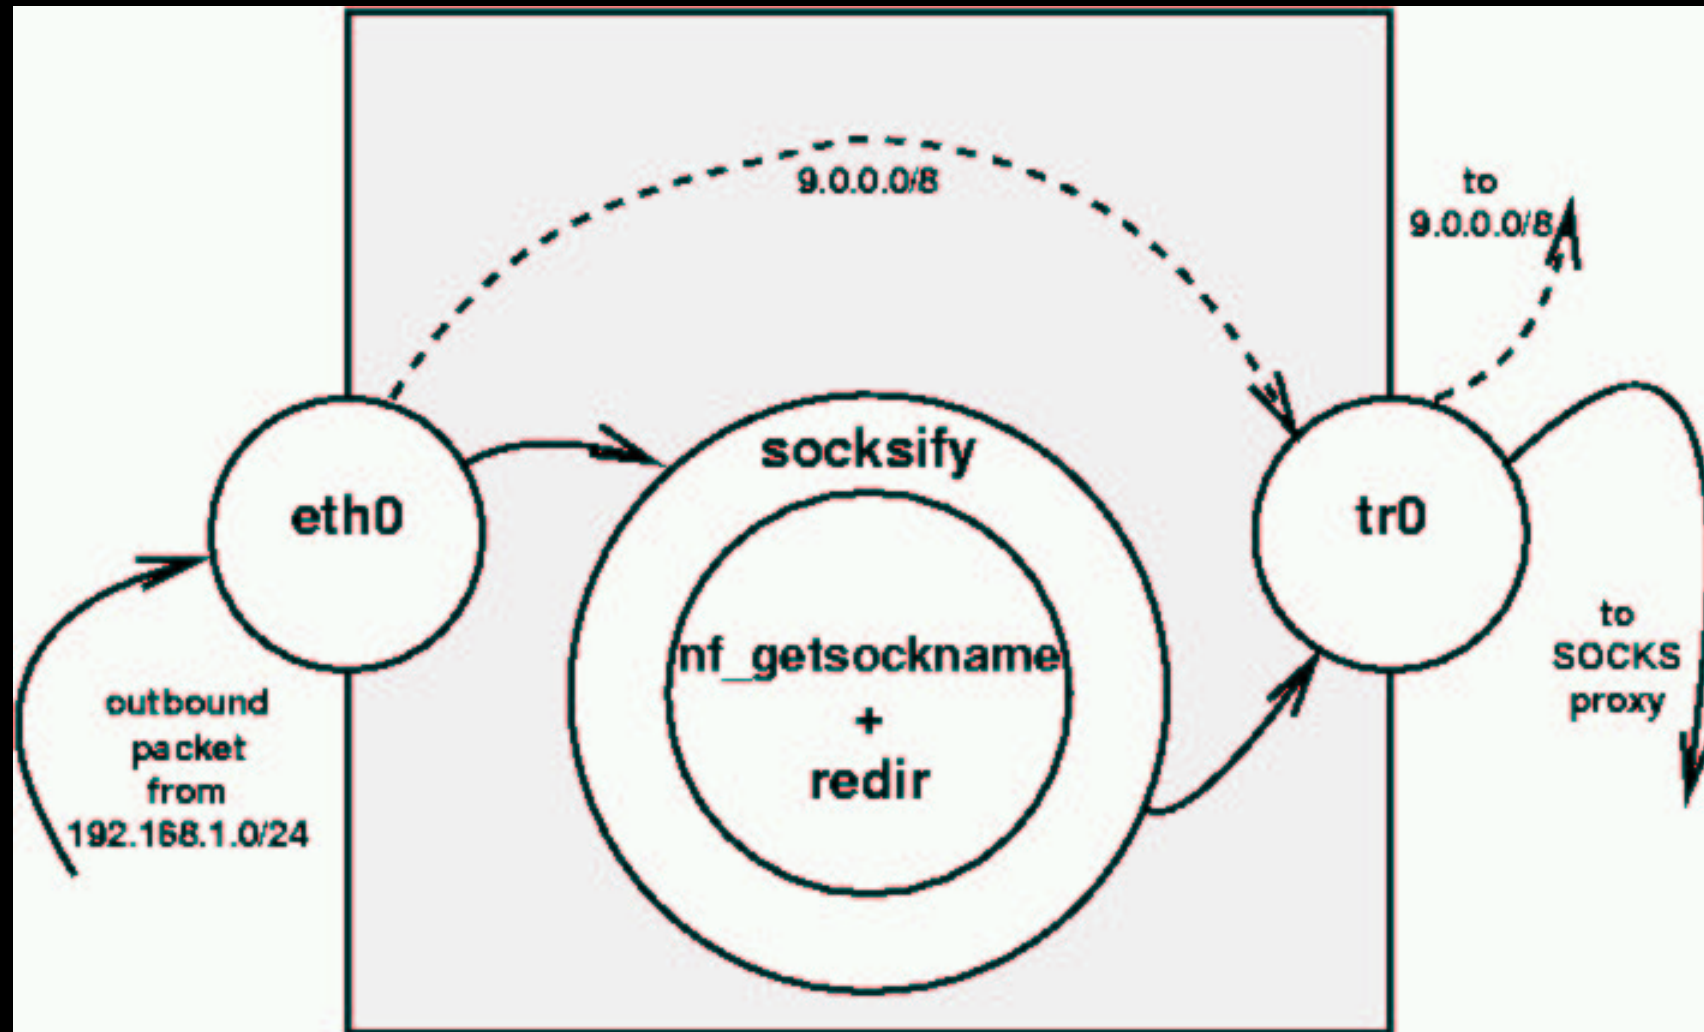 9.0.0.0/8
to
9.0.0.0/8
socksify
eth0
tr0
nf_getsockname
+
redir
outbound
packet
from
192.168.1.0/24
to
SOCKS
proxy